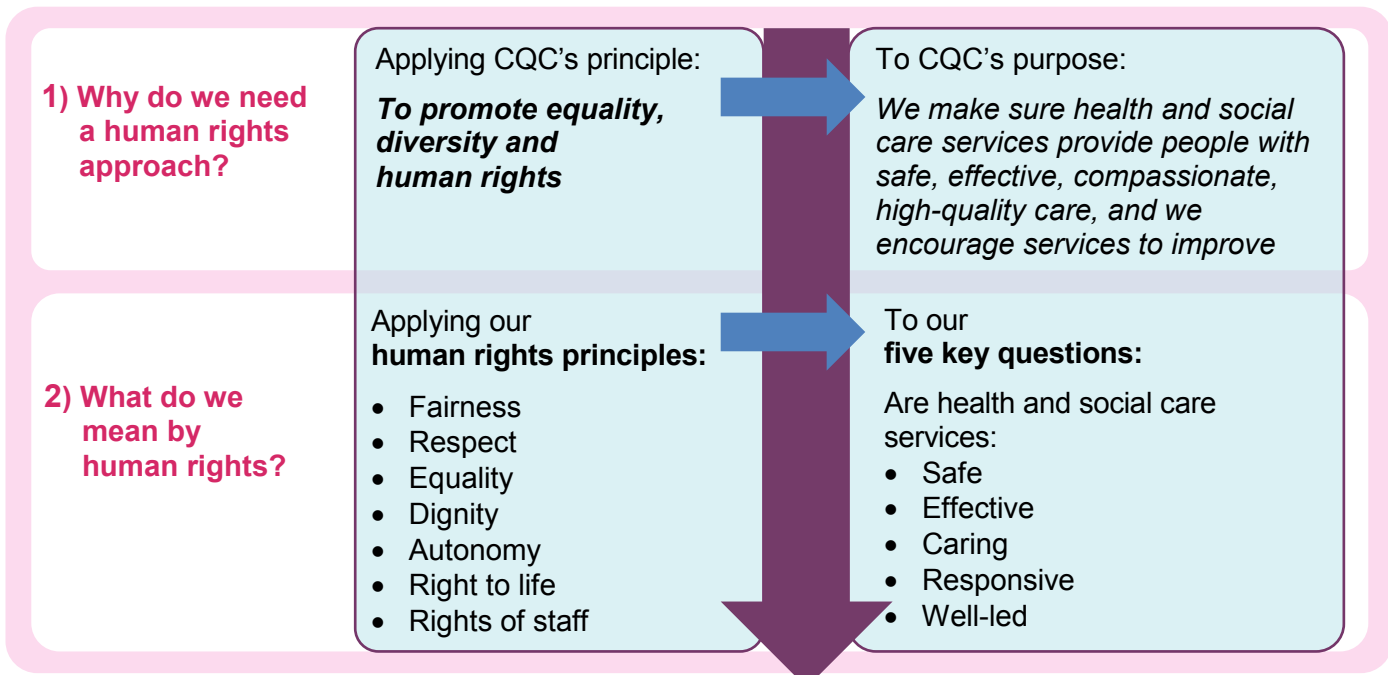 1) Why do we need
a human rights
approach?
Applying CQC’s principle:
To promote equality,
diversity and
human rights
To CQC’s purpose:
We make sure health and social
care services provide people with
safe, effective, compassionate,
high-quality care, and we
encourage services to improve
2) What do we
mean by
human rights?
Applying our
human rights principles:
• Fairness
• Respect
• Equality
• Dignity
• Autonomy
• Right to life
• Rights of staff
To our
five key questions:
Are health and social care
services:
• Safe
• Effective
• Caring
• Responsive
• Well-led